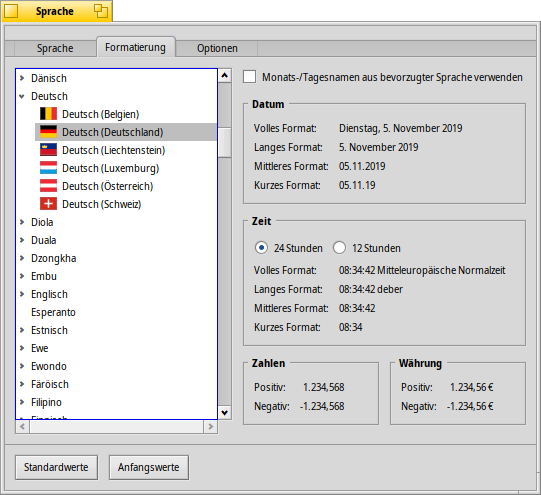 Sprache
Sprache
Formatierung
Optionen
Dänisch
Deutsch
Deutsch (Belgien)
Deutsch (Deutschland)
Deutsch (Liechtenstein)
Deutsch (Luxemburg)
Deutsch (Österreich)
Deutsch (Schweiz)
Diola
Duala
Dzongkha
Embu
Englisch
Esperanto
Estnisch
Ewe
Ewondo
Färöisch
Filipino
Monats-/Tagesnamen aus bevorzugter Sprache verwenden
Datum
Volles Format: Dienstag, 5. November 2019
Langes Format: 5. November 2019
Mittleres Format: 05.11.2019
Kurzes Format: 05.11.19
Zeit
24 Stunden 12 Stunden
Volles Format: 08:34:42 Mitteleuropäische Normalzeit
Langes Format: 08:34:42 deber
Mittleres Format: 08:34:42
Kurzes Format: 08:34
Zahlen
Positiv: 1.234,568
Negativ: -1.234,568
Währung
Positiv: 1.234,56 €
Negativ: -1.234,56 €
Standardwerte
Anfangswerte